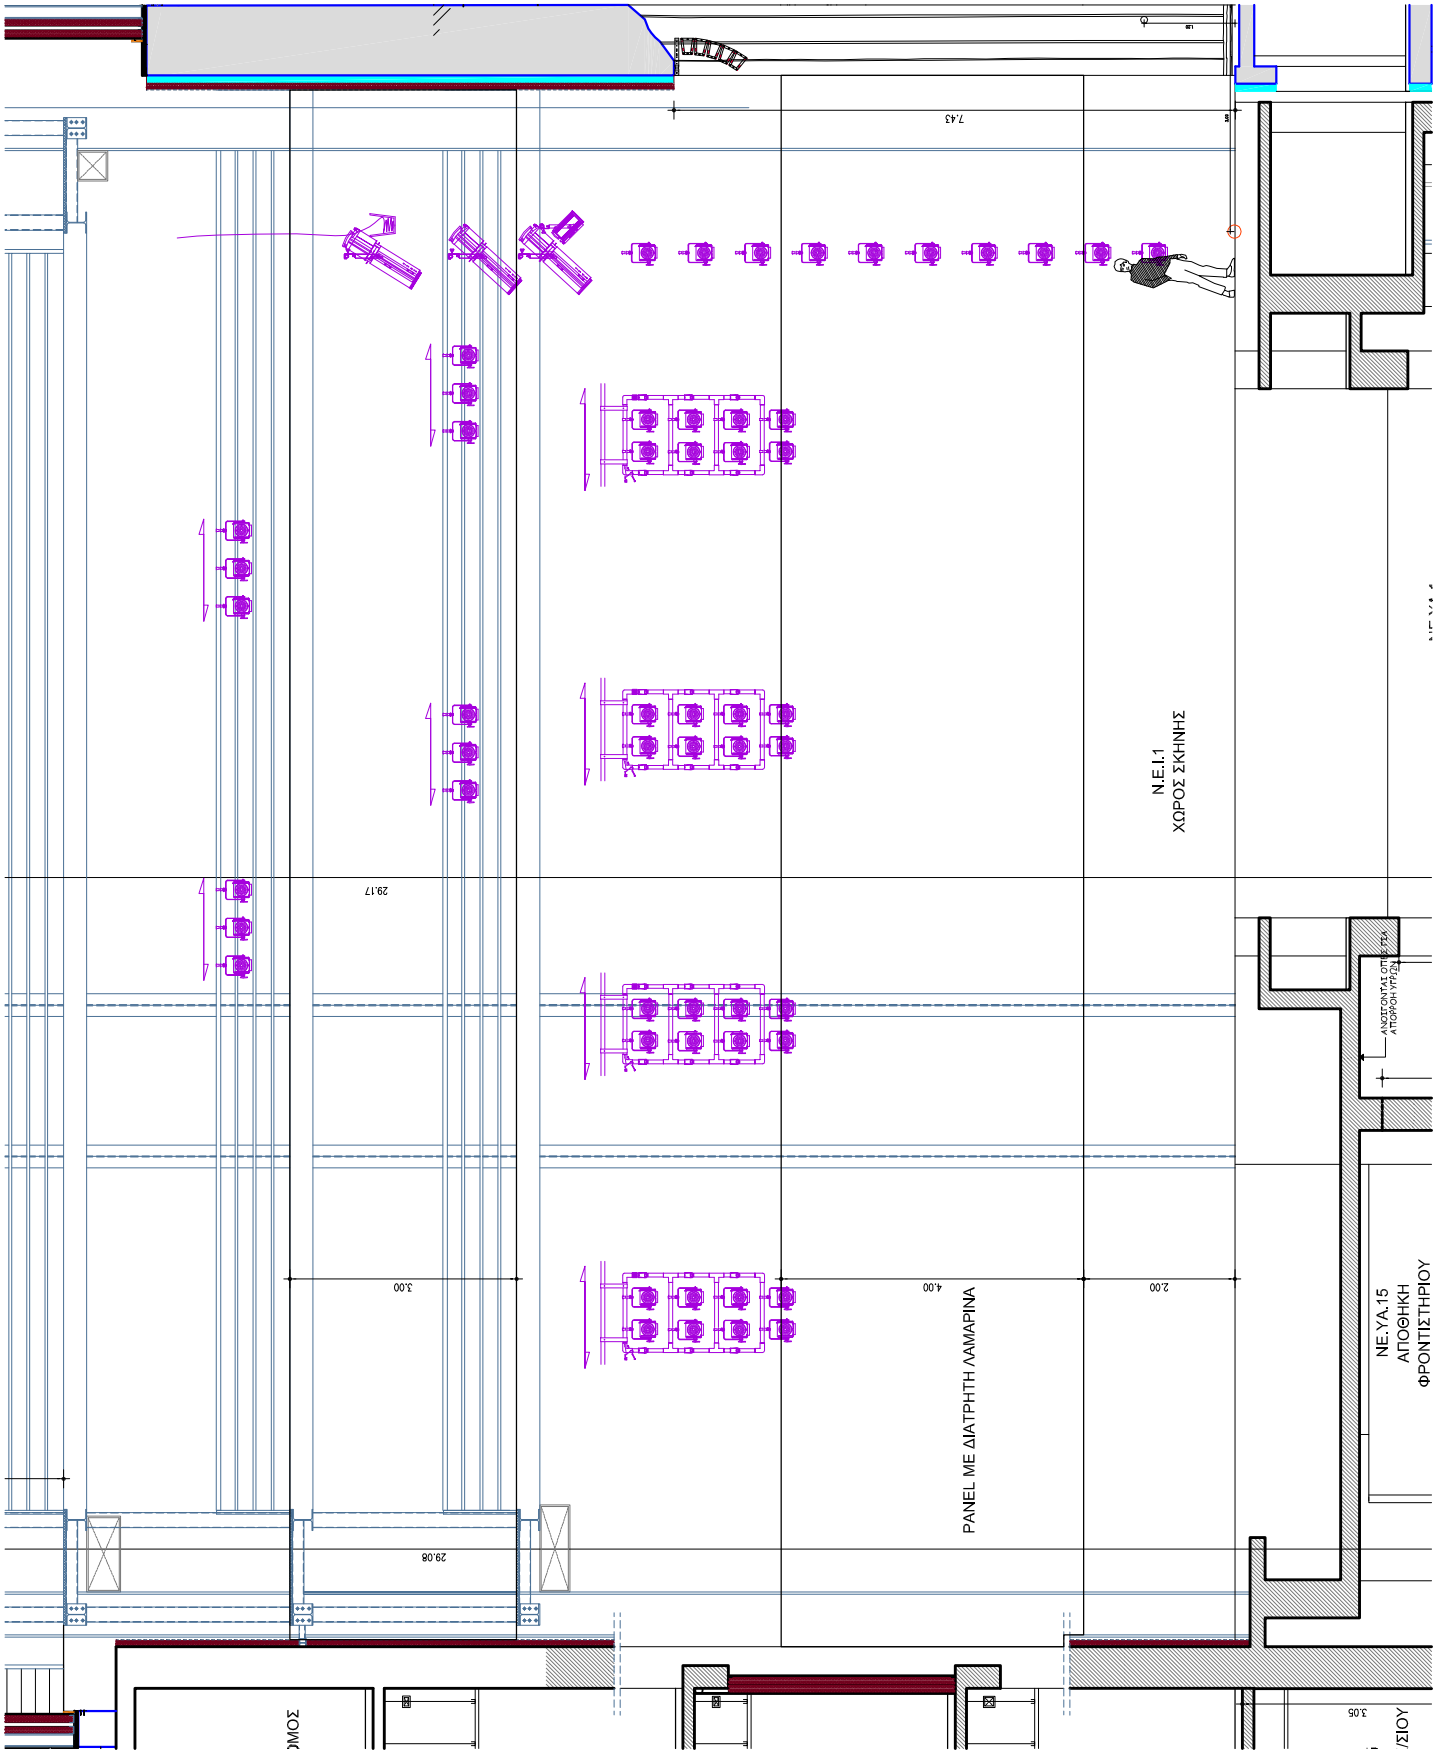 7.43
N.E.I.1
ΧΩΡΟΣ ΣΚΗΝΗΣ
29.17
3.00
4.00
2.00
PANEL ΜΕ ΔΙΑΤΡΗΤΗ ΛΑΜΑΡΙΝΑ
ΝΕ.ΥΑ.15
ΑΠΟΘΗΚΗ
ΦΡΟΝΤΙΣΤΗΡΙΟΥ
29.08
3.05
ΟΜΟΣ
/ΣΙΟΥ